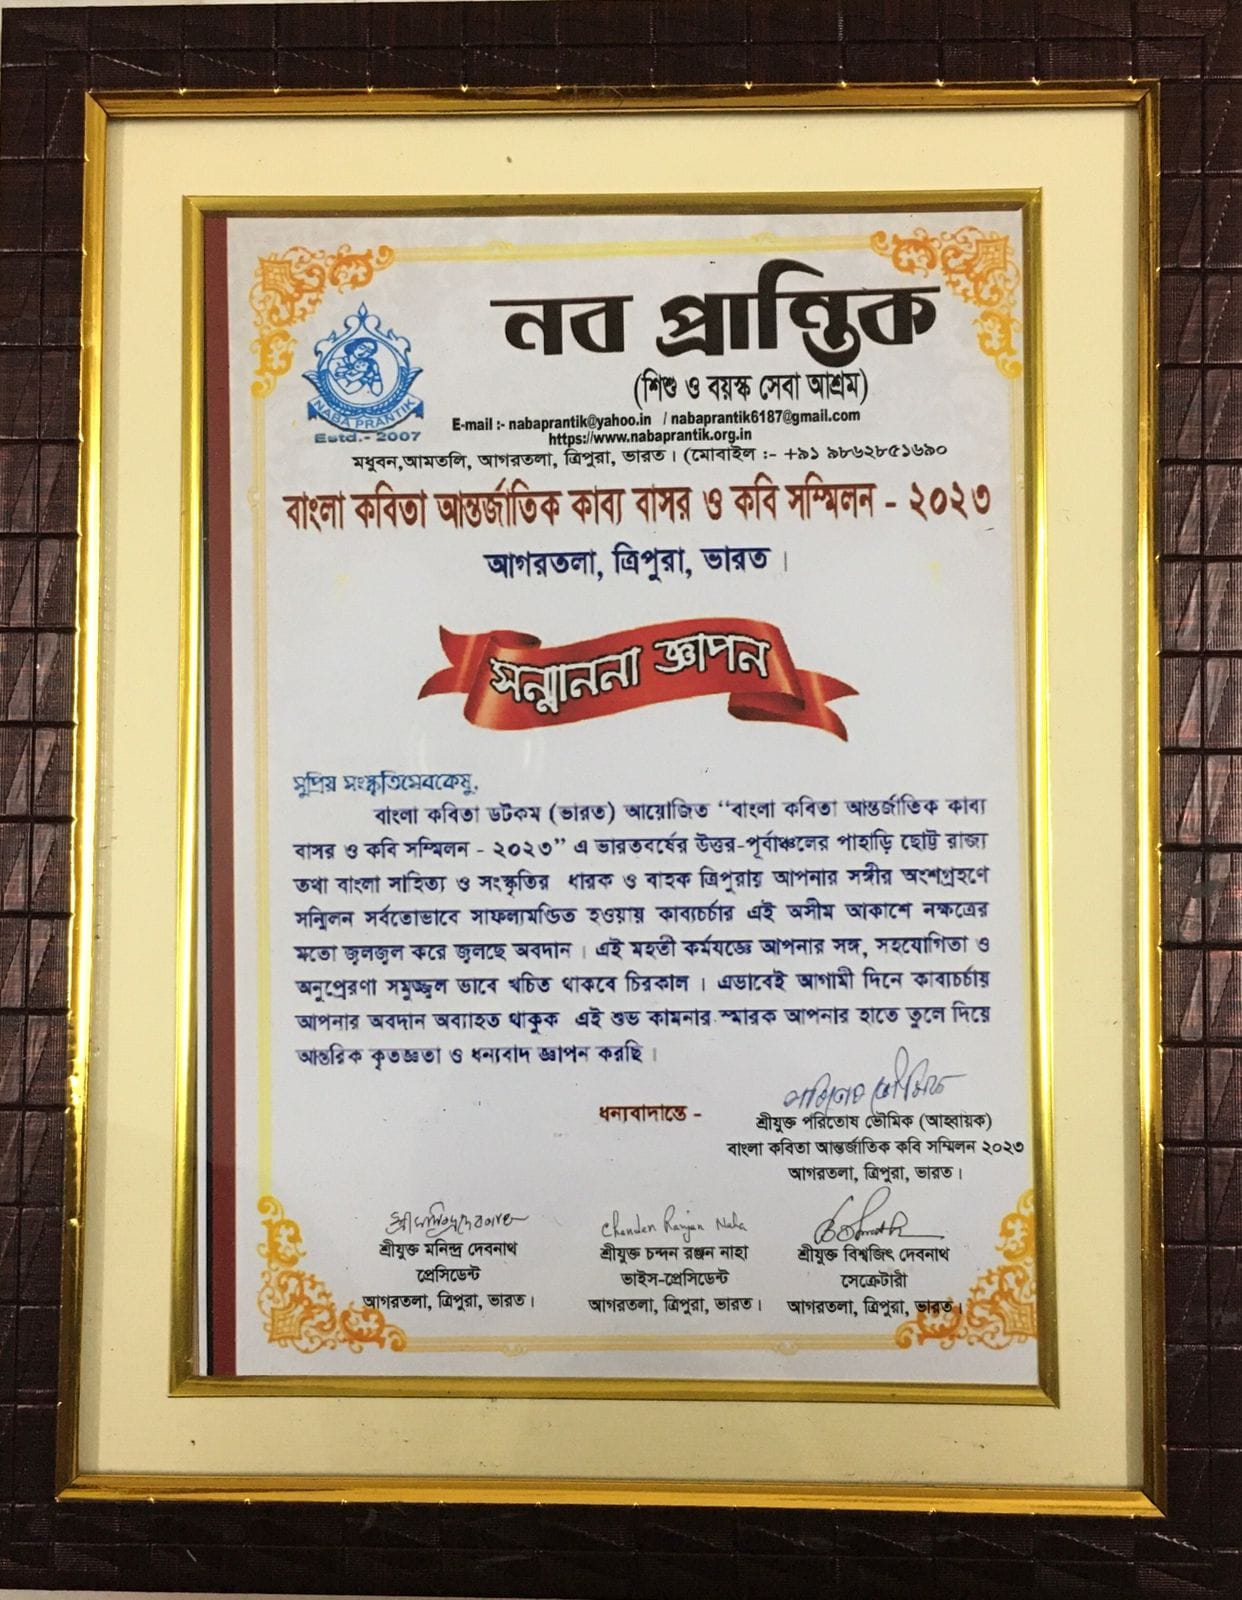 নব প্রান্তিক
(শিশু ও বয়স্ক সেবা আশ্রম)
NABA PRANTIK
Estd.- 2007
E-mail :- nabaprantik@yahoo.in / nabaprantik6187@gmail.com
https://www.nabaprantik.org.in
মধুবন,আমতলি, আগরতলা, ত্রিপুরা, ভারত । (মোবাইল :- +৯১ ৯৮৬২৮৫১৬৯০
বাংলা কবিতা আন্তর্জাতিক কাব্য বাসর ও কবি সম্মিলন - ২০২৩
আগরতলা, ত্রিপুরা, ভারত ।
সন্মাননা জ্ঞাপন
সুপ্রিয় সংস্কৃতিসেবকেষু,
বাংলা কবিতা ডটকম (ভারত) আয়োজিত “বাংলা কবিতা আন্তর্জাতিক কাব্য
বাসর ও কবি সম্মিলন - ২০২৩” এ ভারতবর্ষের উত্তর-পূর্বাঞ্চলের পাহাড়ি ছোট্ট রাজ্য
তথা বাংলা সাহিত্য ও সংস্কৃতির ধারক ও বাহক ত্রিপুরায় আপনার সঙ্গীর অংশগ্রহণে
সন্মিলন সর্বতোভাবে সাফল্যমন্ডিত হওয়ায় কাব্যচর্চার এই অসীম আকাশে নক্ষত্রের
মতো জ্বলজ্বল করে জ্বলছে অবদান । এই মহতী কর্মযজ্ঞে আপনার সঙ্গ, সহযোগিতা ও
অনুপ্রেরণা সমুজ্জ্বল ভাবে খচিত থাকবে চিরকাল । এভাবেই আগামী দিনে কাব্যচর্চায়
আপনার অবদান অব্যাহত থাকুক এই শুভ কামনার স্মারক আপনার হাতে তুলে দিয়ে
আন্তরিক কৃতজ্ঞতা ও ধন্যবাদ জ্ঞাপন করছি ।
ধন্যবাদান্তে -
শ্রীযুক্ত পরিতোষ ভৌমিক (আহ্বায়ক)
বাংলা কবিতা আন্তর্জাতিক কবি সম্মিলন ২০২৩
আগরতলা, ত্রিপুরা, ভারত ।
Chandan Ranjan Naha
শ্রীযুক্ত মনিন্দ্র দেবনাথ
প্রেসিডেন্ট
আগরতলা, ত্রিপুরা, ভারত ।
শ্রীযুক্ত চন্দন রঞ্জন নাহা
ভাইস-প্রেসিডেন্ট
আগরতলা, ত্রিপুরা, ভারত ।
শ্রীযুক্ত বিশ্বজিৎ দেবনাথ
সেক্রেটারী
আগরতলা, ত্রিপুরা, ভারত ।